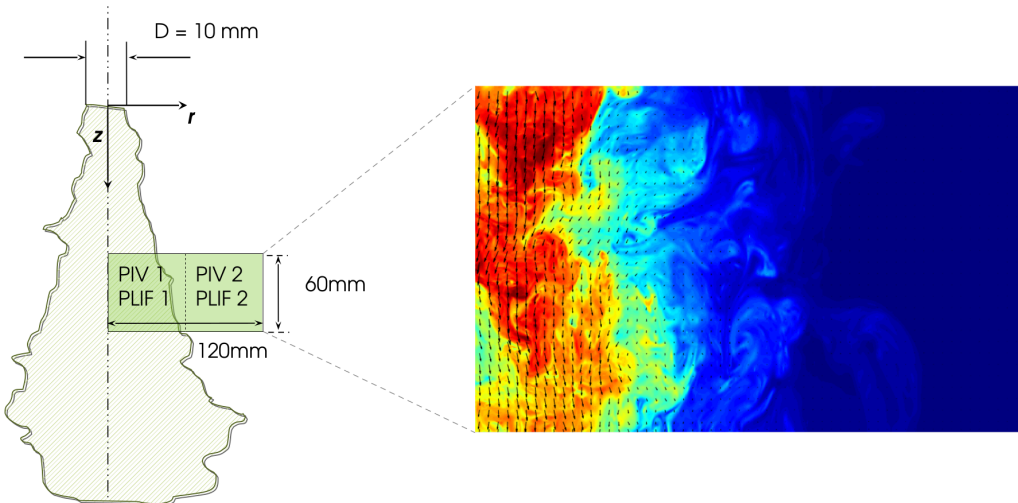 D = 10 mm
r
z
PIV 1 PIV 2
PLIF 1 PLIF 2
60mm
120mm